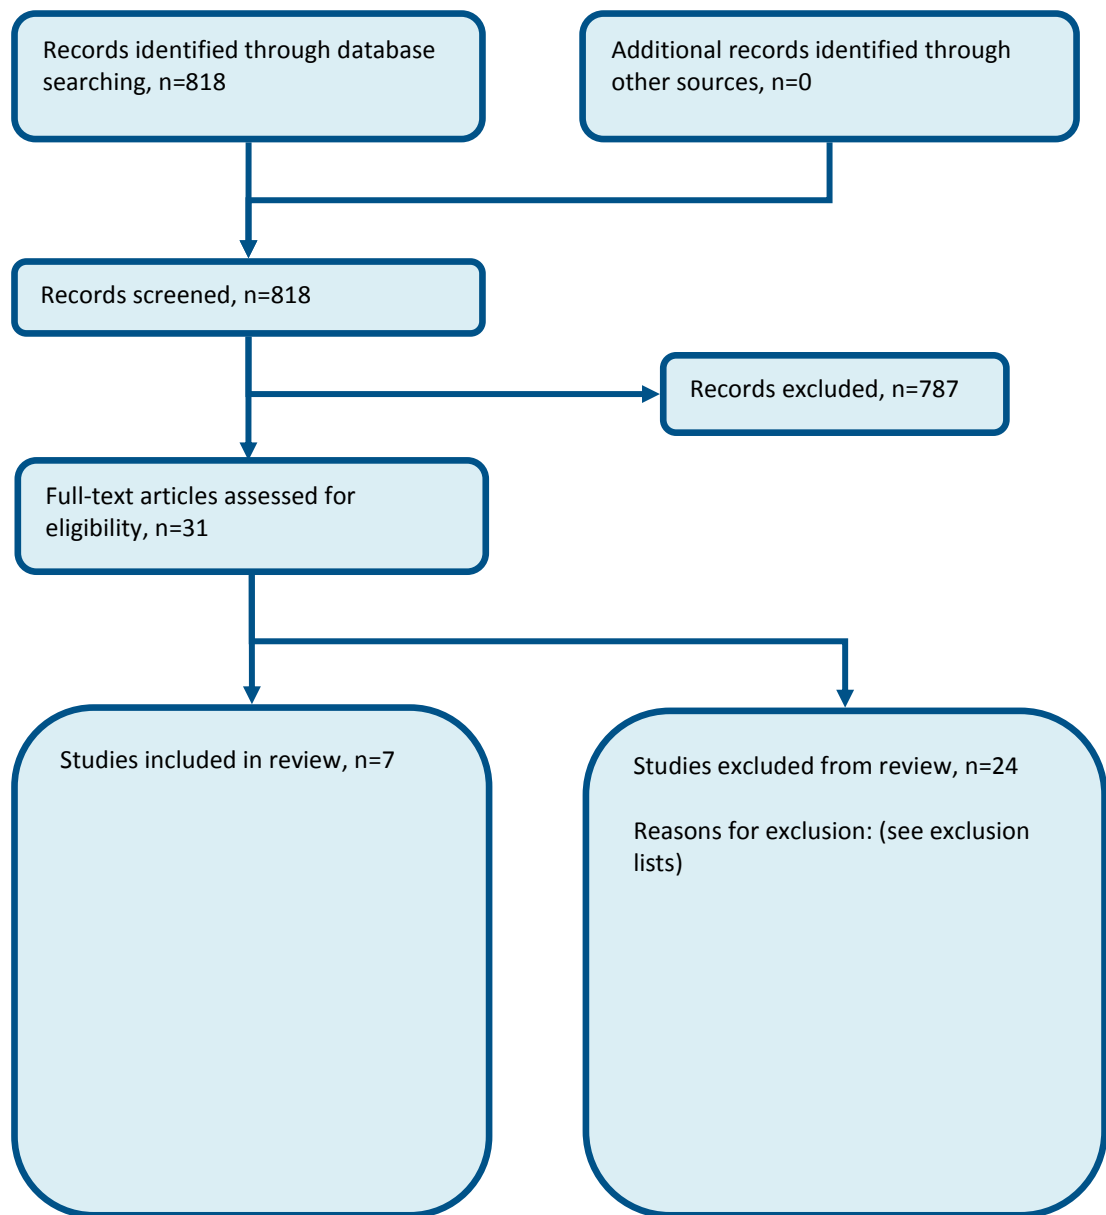 Records identified through database
searching, n=818
Additional records identified through
other sources, n=0
Records screened, n=818
Records excluded, n=787
Full-text articles assessed for
eligibility, n=31
Studies included in review, n=7
Studies excluded from review, n=24
Reasons for exclusion: (see exclusion
lists)